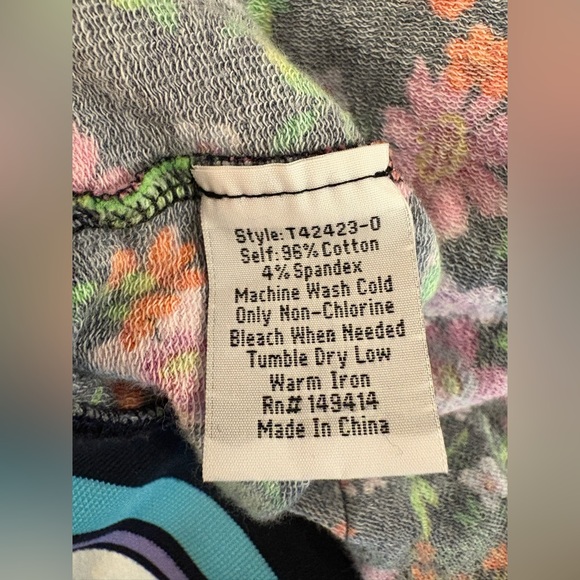 Style:T42423-0
Self:96% Cotton
4% Spandex
Machine Wash Cold
Only Non-Chlorine
Bleach When Needed
Tumble Dry Low
Warm Iron
Rn# 149414
Made In China